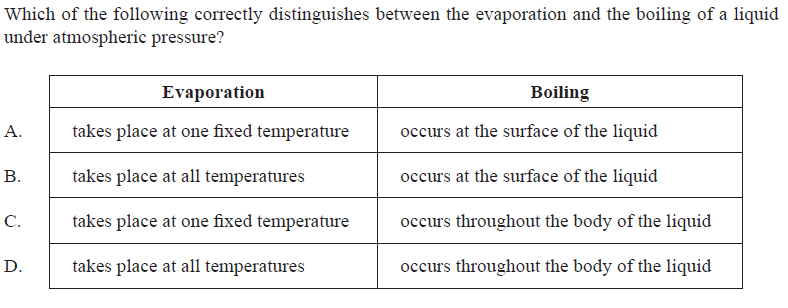 Which of the following correctly distinguishes between the evaporation and the boiling of a liquid
under atmospheric pressure?
Evaporation Boiling
A. takes place at one fixed temperature occurs at the surface of the liquid
B. takes place at all temperatures occurs at the surface of the liquid
C. takes place at one fixed temperature occurs throughout the body of the liquid
D. takes place at all temperatures occurs throughout the body of the liquid